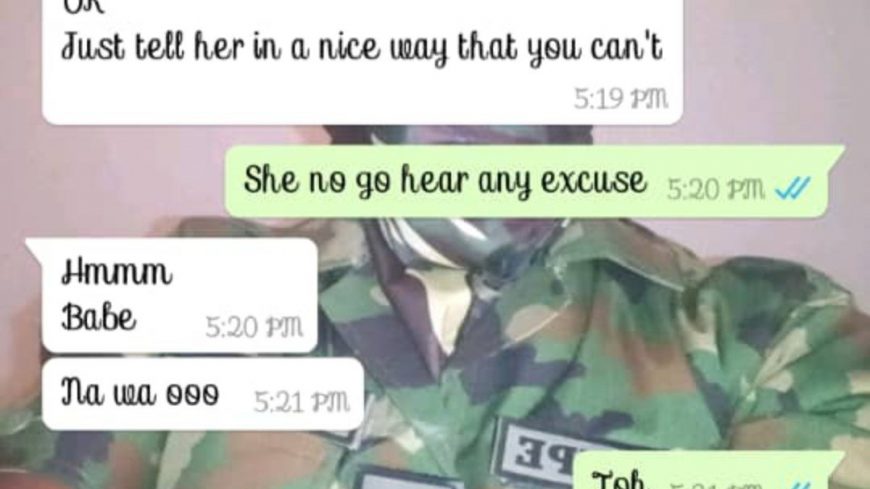 Just tell her in a nice way that you can't
5:19 PM
She no go hear any excuse 5:20 PM
Hmmm
Babe 5:20 PM
Na wa ooo 5:21 PM